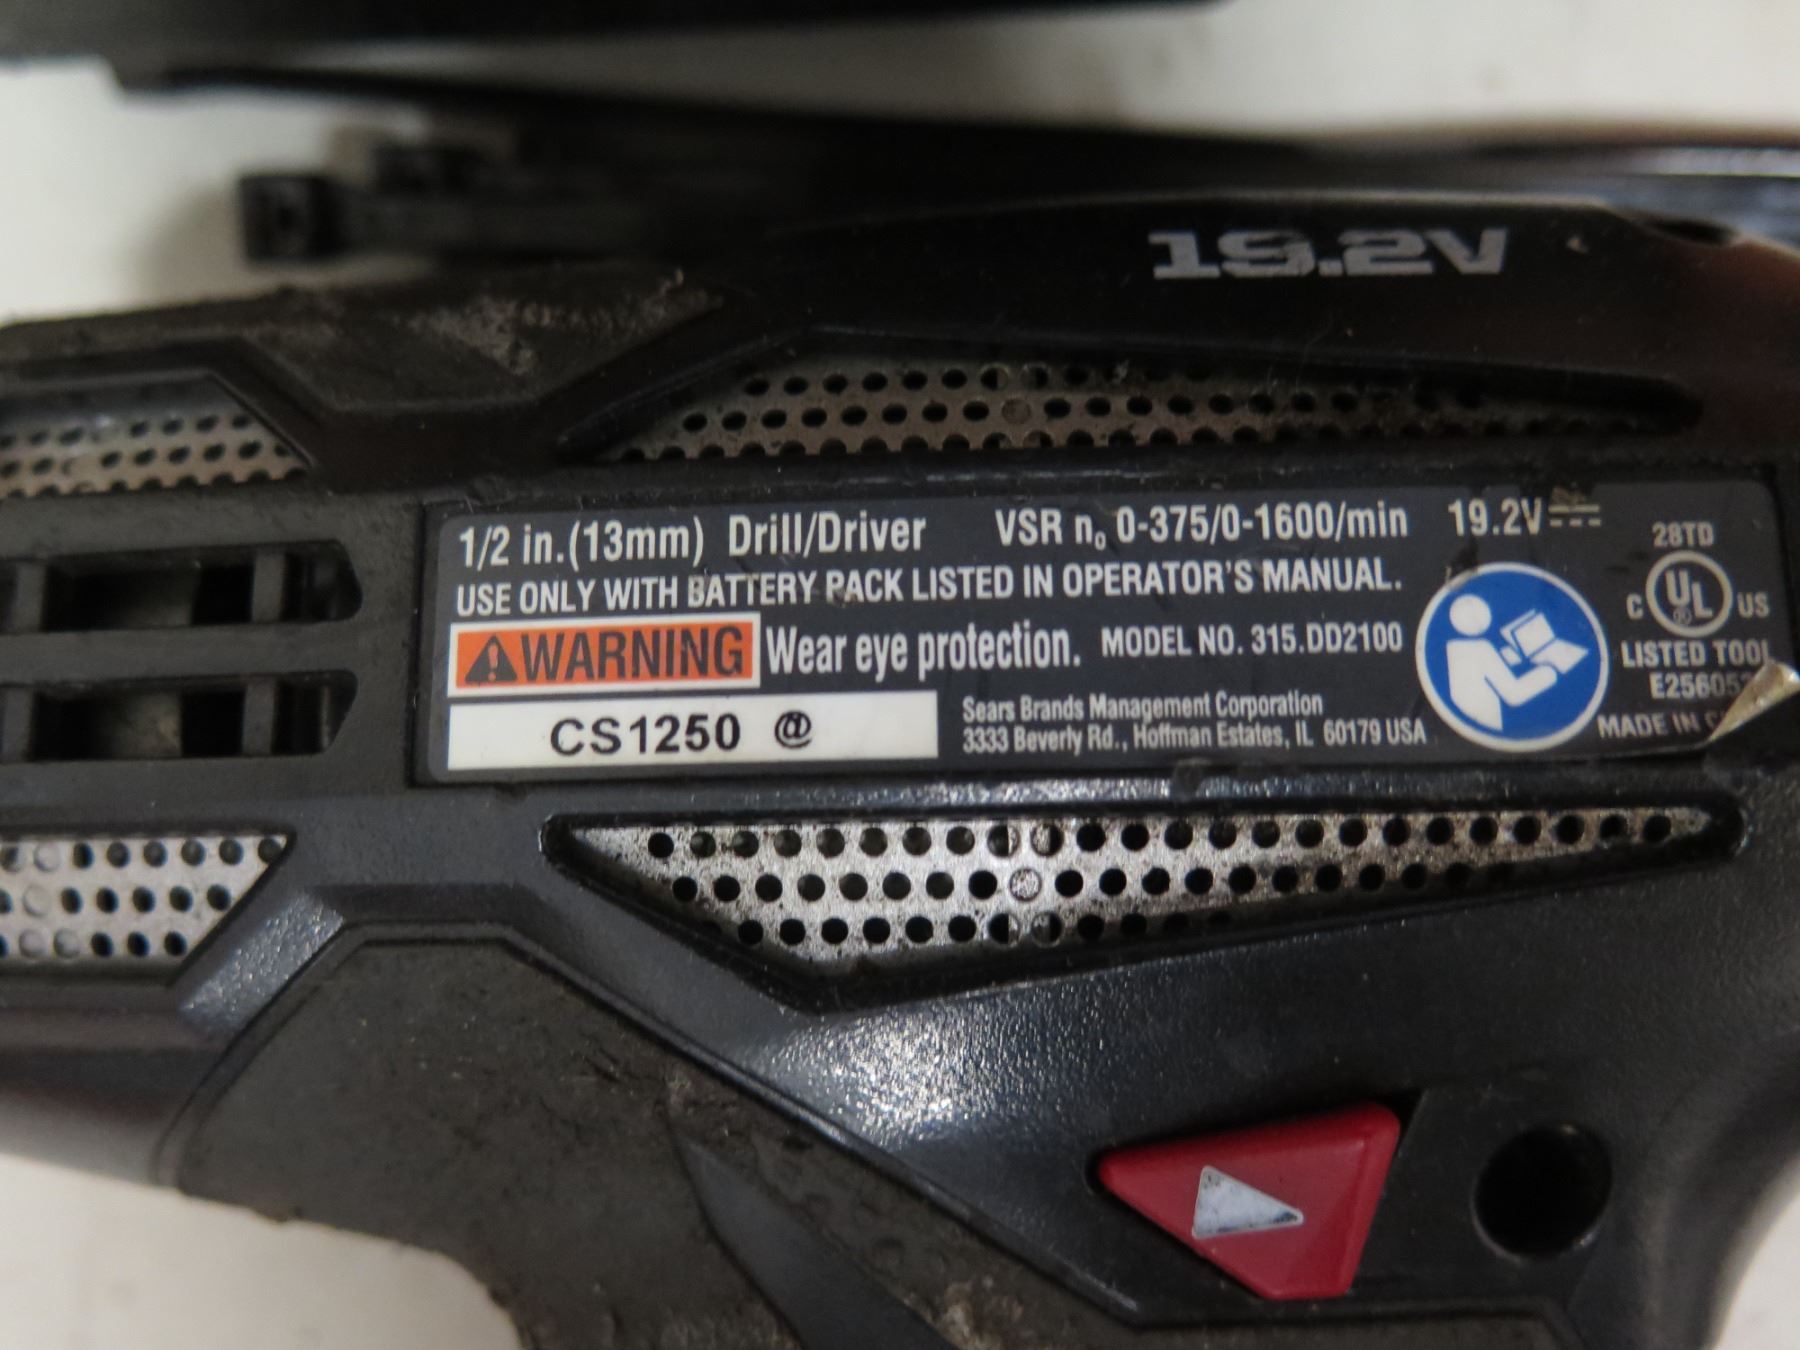 19.2V
1/2 in.(13mm) Drill/Driver VSR n₀ 0-375/0-1600/min 19.2V
USE ONLY WITH BATTERY PACK LISTED IN OPERATOR'S MANUAL.
WARNING Wear eye protection. MODEL NO. 315.DD2100
CS1250 @
Sears Brands Management Corporation
3333 Beverly Rd., Hoffman Estates, IL 60179 USA
28TD
C UL® US
LISTED TOOL
MADE IN